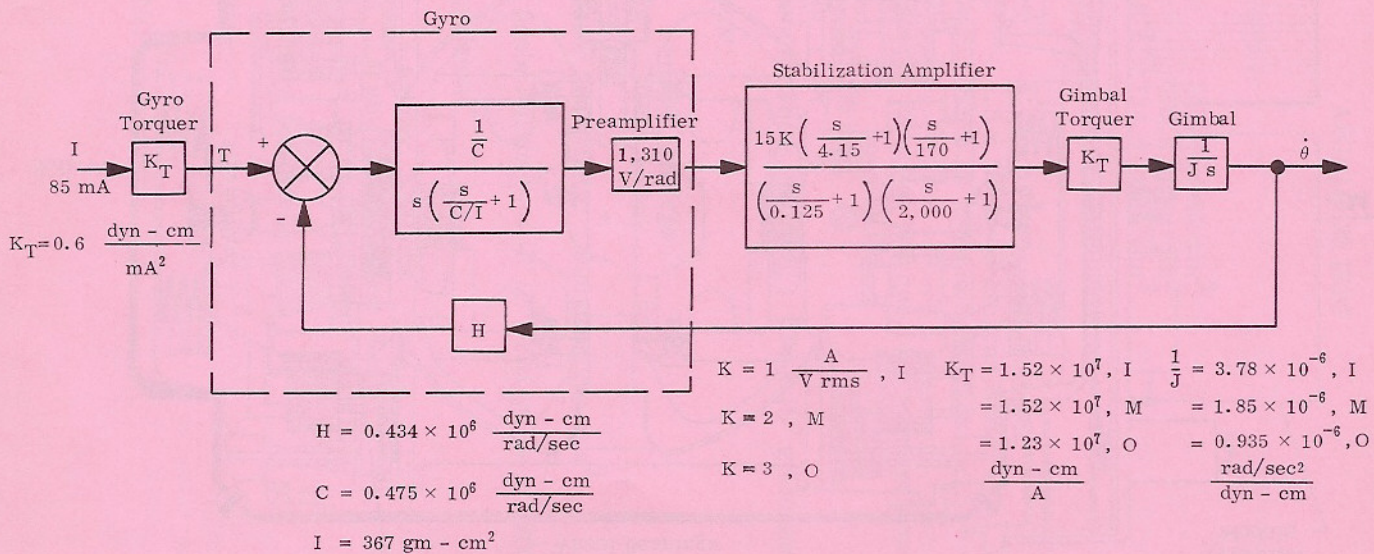 Gyro
Stabilization Amplifier
Gyro
Torquer
Preamplifier
Gimbal
Torquer
Gimbal
I
85 mA
K_T
T
+
-
1/C
s ( s/(C/I) + 1 )
1,310
V/rad
15 K ( s/4.15 + 1 ) ( s/170 + 1 )
( s/0.125 + 1 ) ( s/2,000 + 1 )
K_T
1/(J s)
θ̇
K_T = 0.6 dyn - cm / mA²
H
H = 0.434 × 10⁶ dyn - cm / rad/sec
C = 0.475 × 10⁶ dyn - cm / rad/sec
I = 367 gm - cm²
K = 1 A / V rms , I
K = 2 , M
K = 3 , O
K_T = 1.52 × 10⁷, I
= 1.52 × 10⁷, M
= 1.23 × 10⁷, O
dyn - cm / A
1/J = 3.78 × 10⁻⁶, I
= 1.85 × 10⁻⁶, M
= 0.935 × 10⁻⁶, O
rad/sec² / dyn - cm